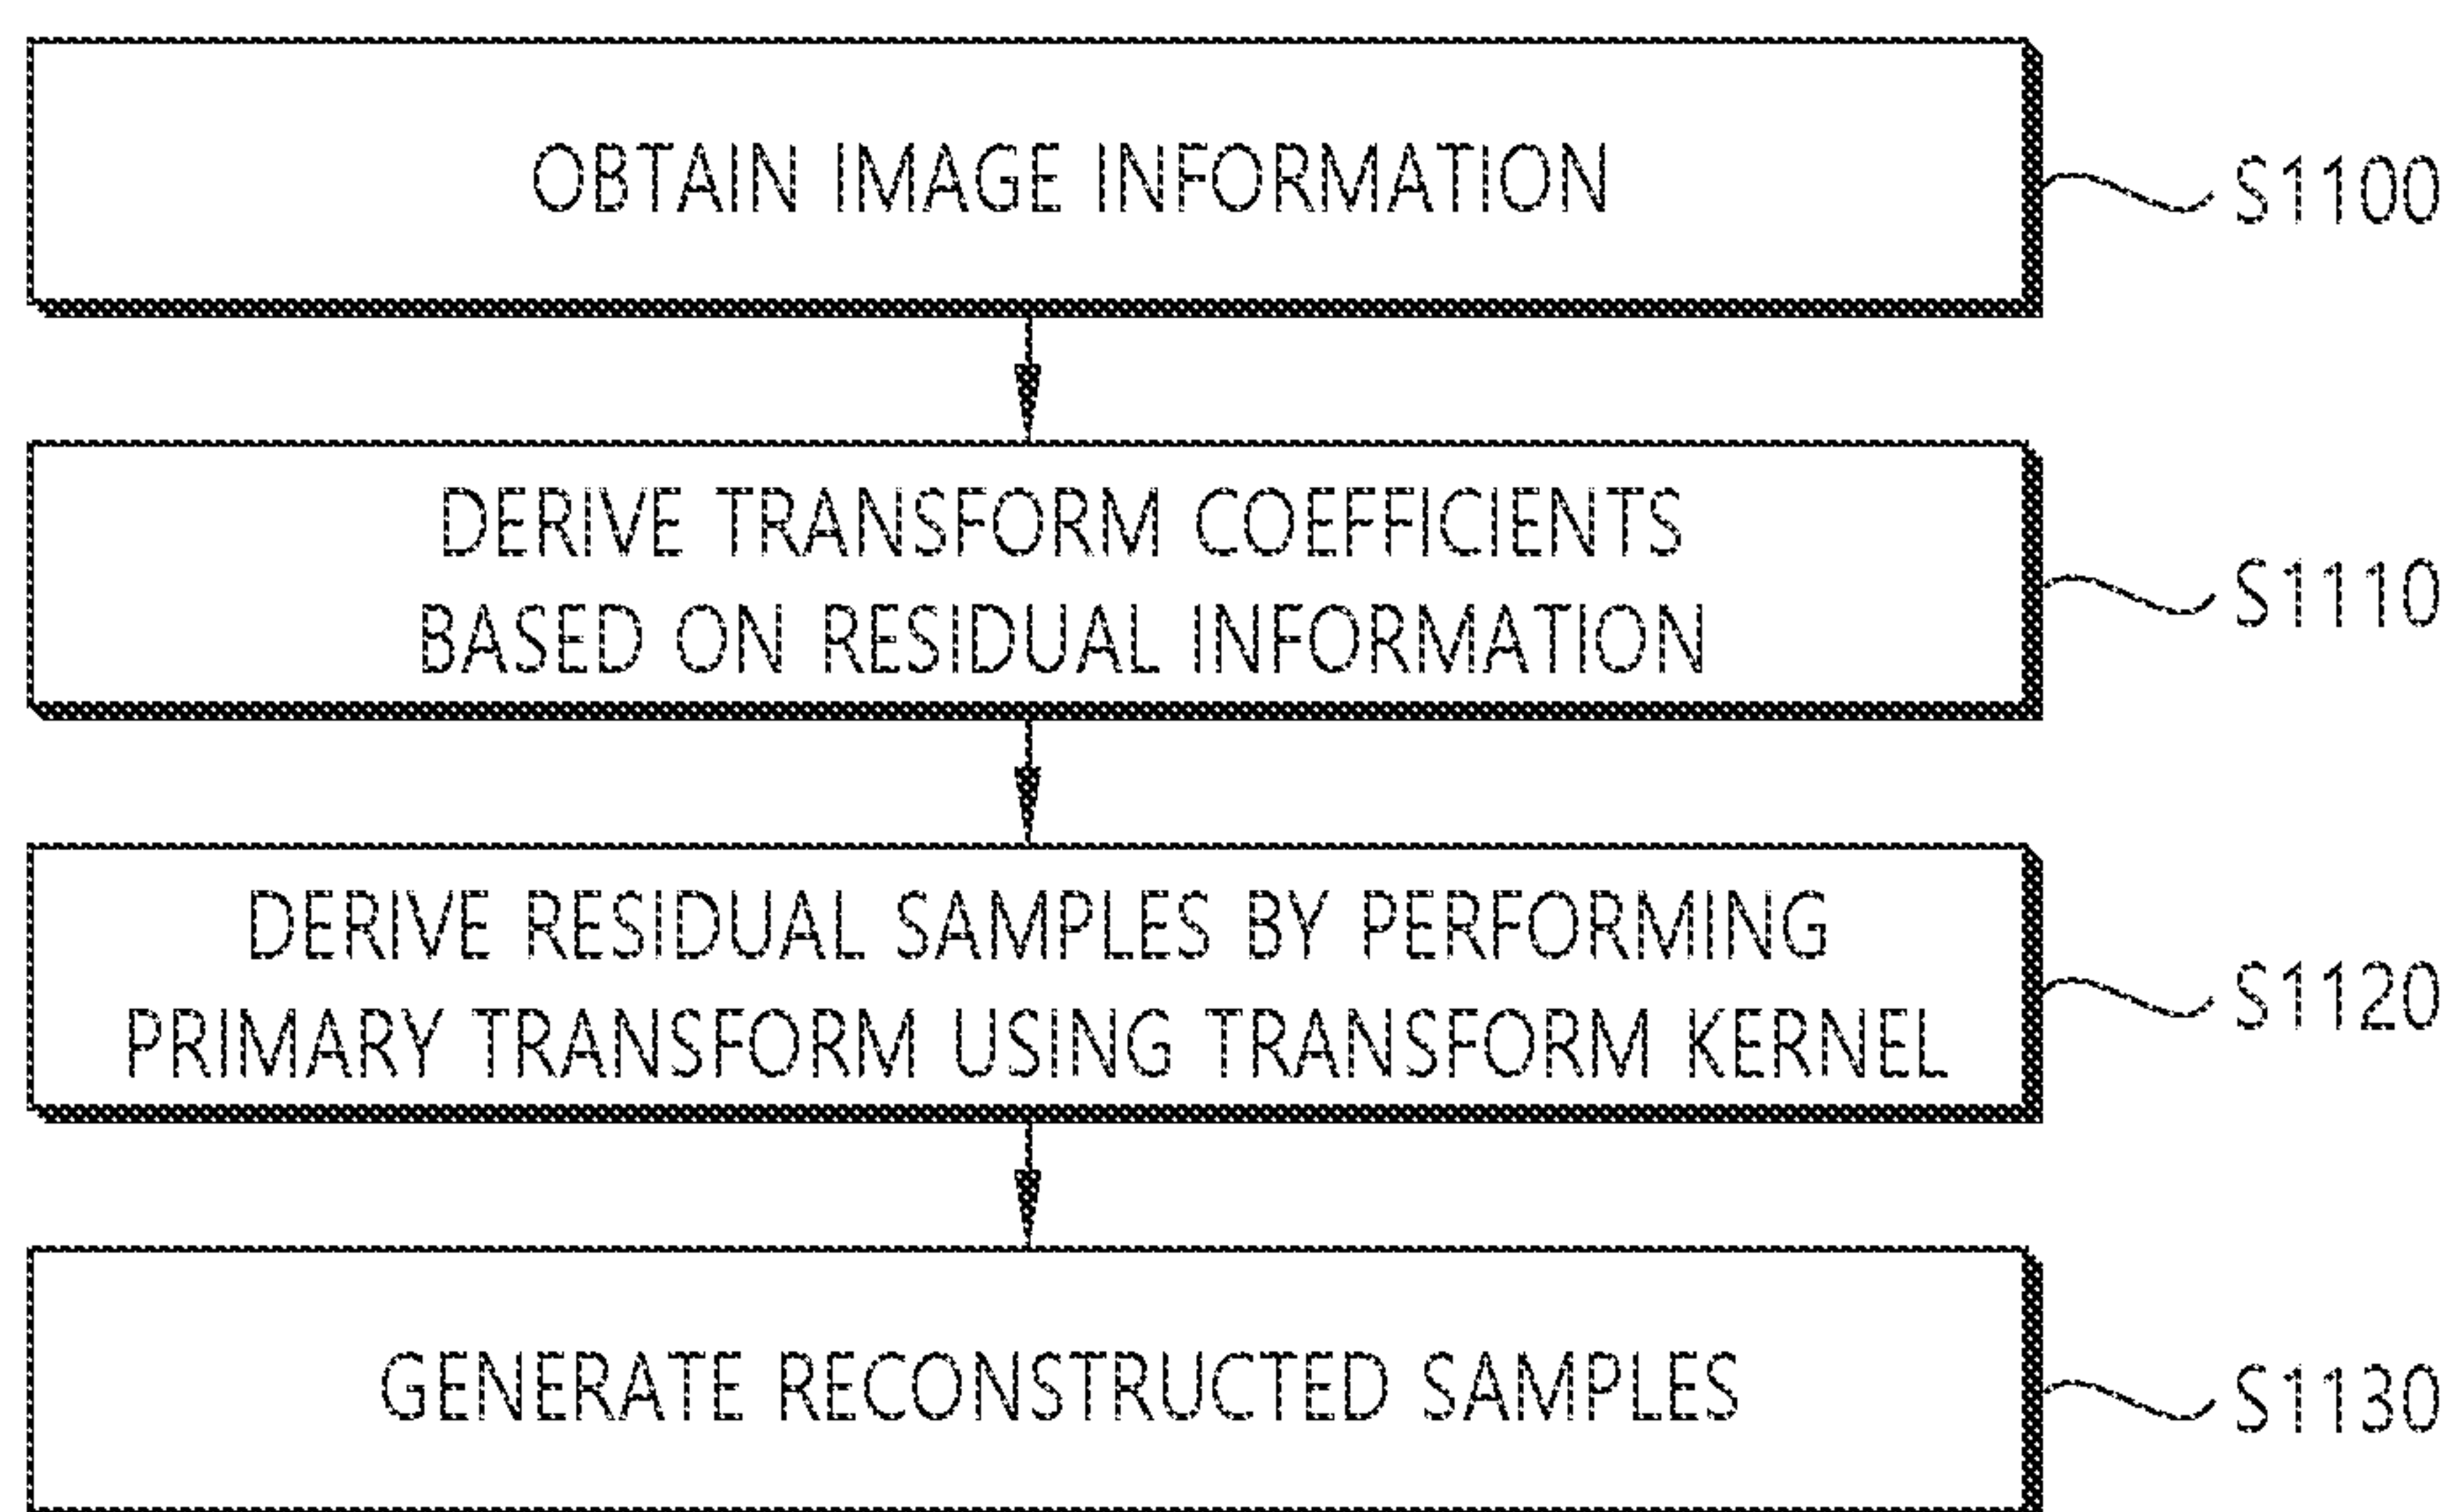 OBTAIN IMAGE INFORMATION
S1100
DERIVE TRANSFORM COEFFICIENTS
BASED ON RESIDUAL INFORMATION
S1110
DERIVE RESIDUAL SAMPLES BY PERFORMING
PRIMARY TRANSFORM USING TRANSFORM KERNEL
S1120
GENERATE RECONSTRUCTED SAMPLES
S1130